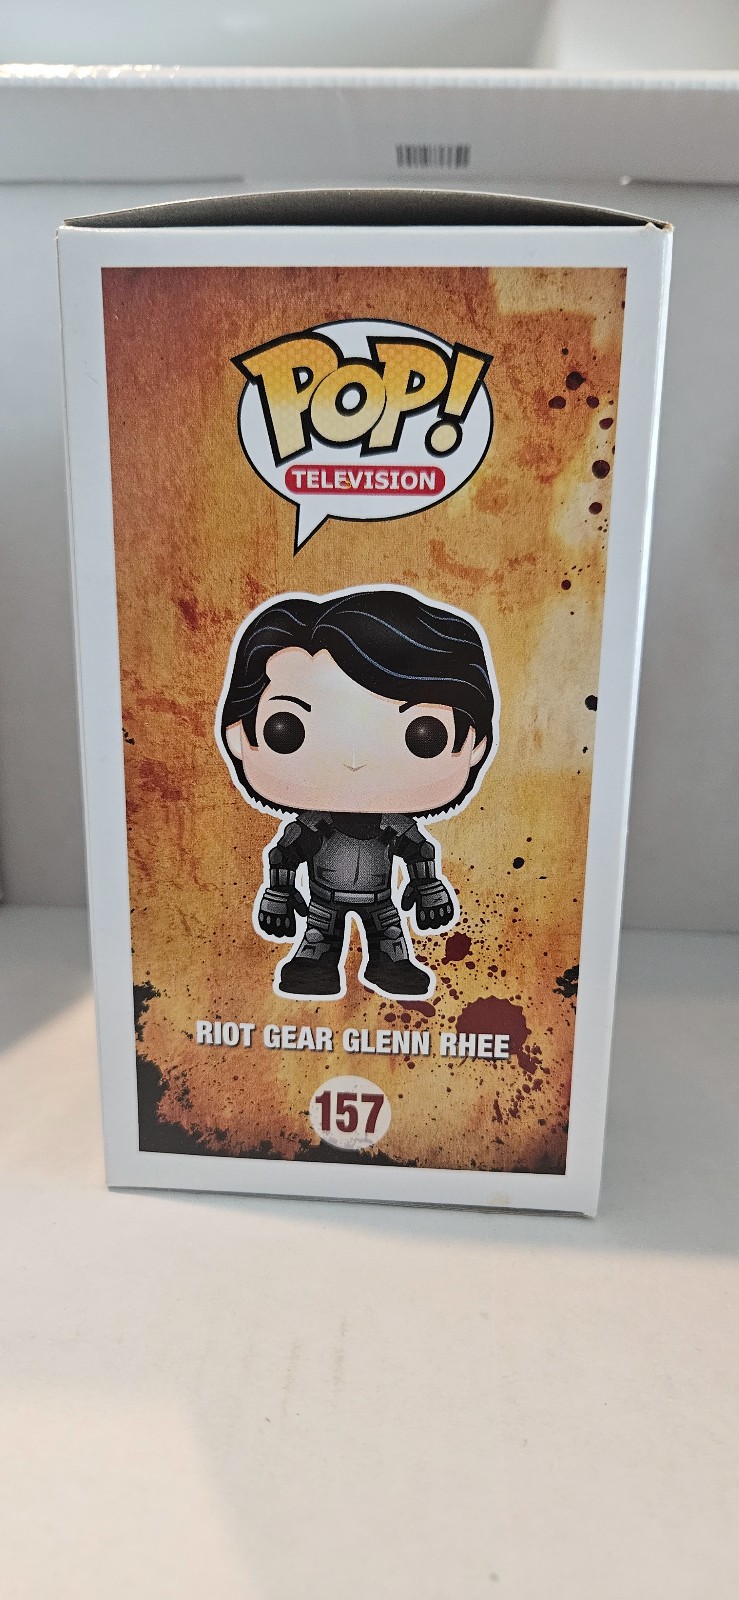 POP!
TELEVISION
RIOT GEAR GLENN RHEE
157